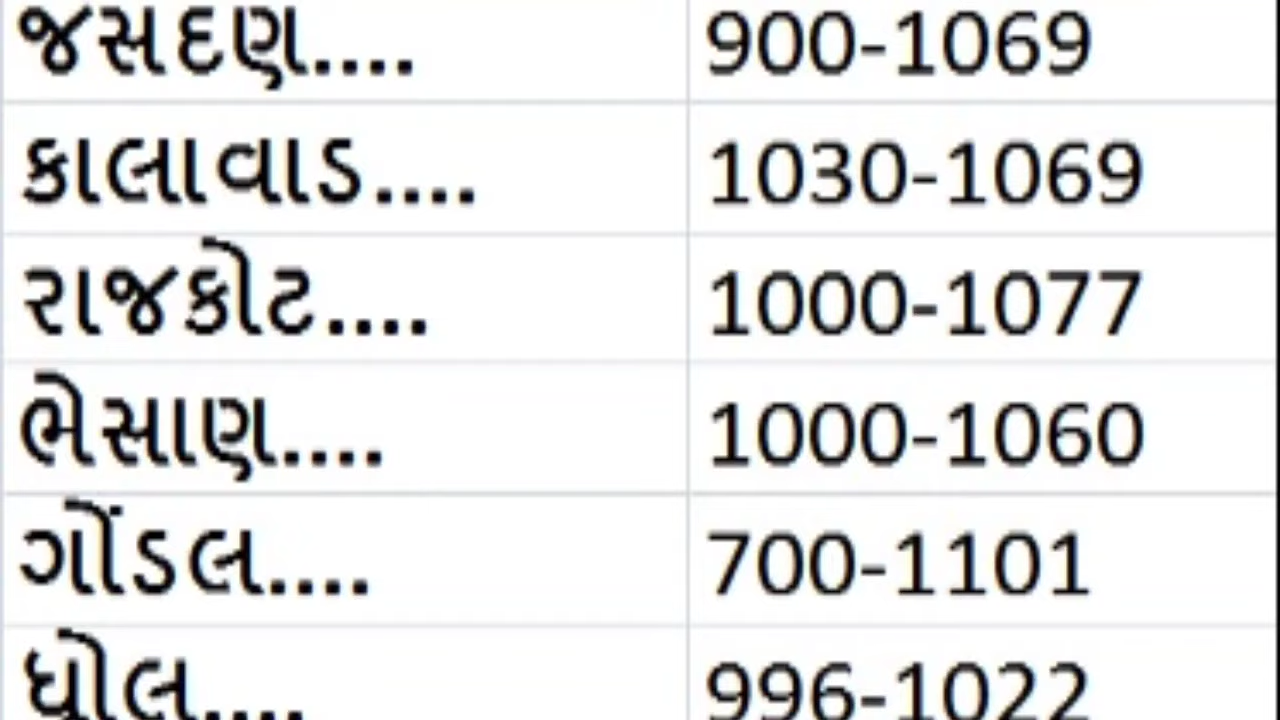 જસદણ.... 900-1069
કાલાવાડ.... 1030-1069
રાજકોટ.... 1000-1077
ભેસાણ.... 1000-1060
ગોંડલ.... 700-1101
ધ્રોલ.... 996-1022